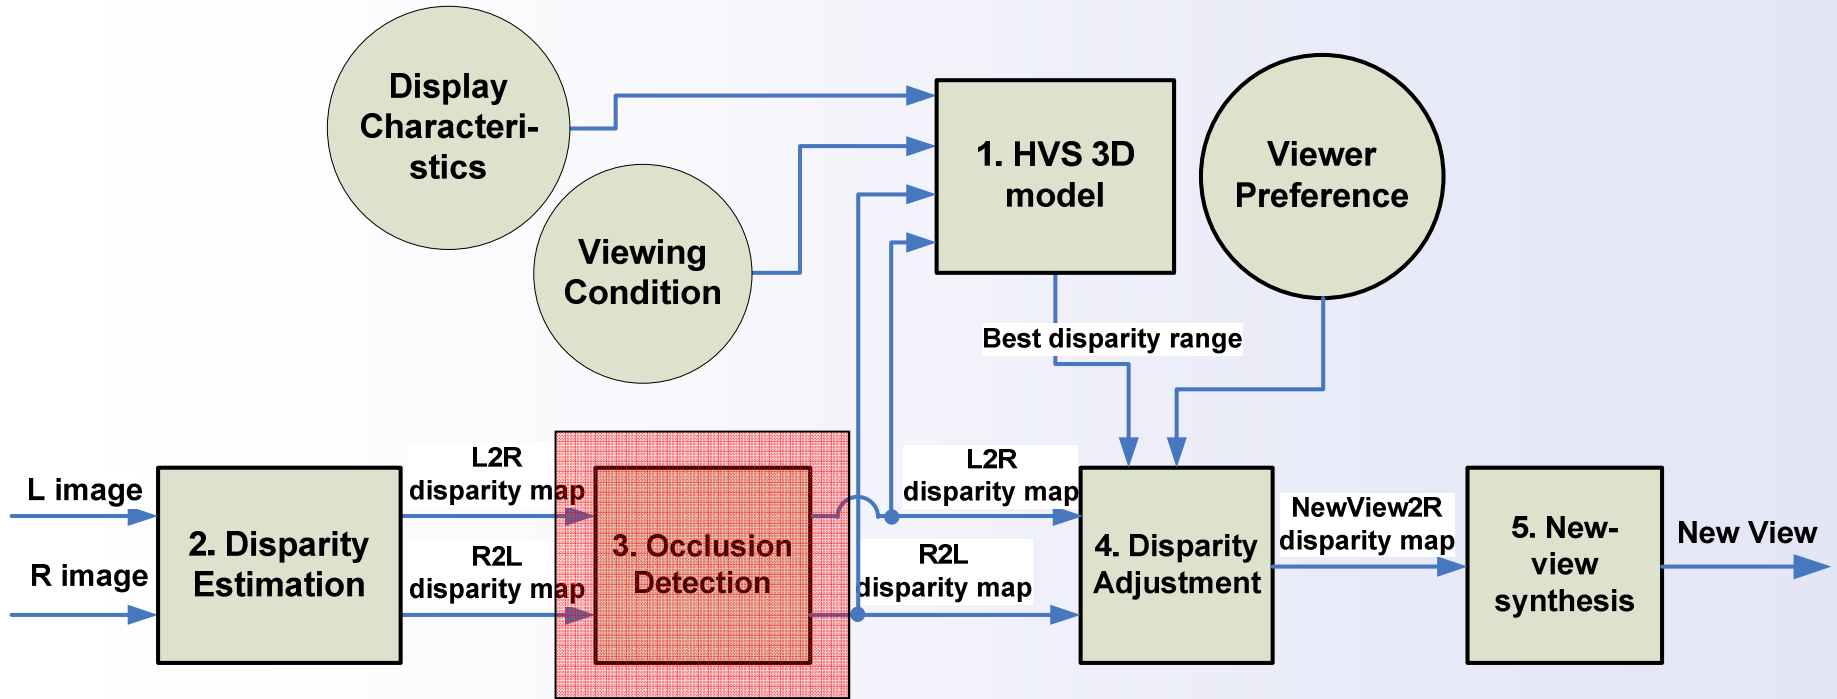 Display
Characteri-
stics
Viewing
Condition
1. HVS 3D
model
Viewer
Preference
Best disparity range
L image
R image
2. Disparity
Estimation
L2R
disparity map
R2L
disparity map
3. Occlusion
Detection
L2R
disparity map
R2L
disparity map
4. Disparity
Adjustment
NewView2R
disparity map
5. New-
view
synthesis
New View